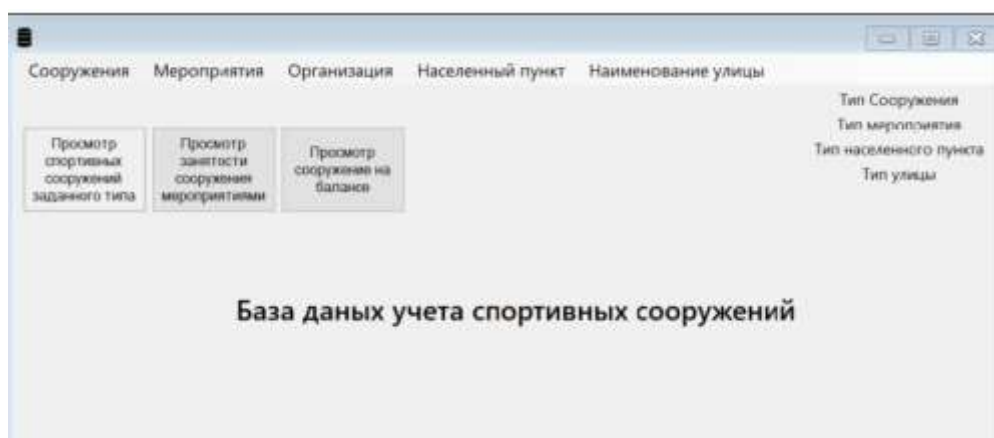 Сооружения Мероприятия Организация Населенный пункт Наименование улицы
Тип Сооружения
Тип мероприятия
Тип населенного пункта
Тип улицы
Просмотр
спортивных
сооружений
заданного типа
Просмотр
занятости
сооружения
мероприятиями
Просмотр
сооружение на
балансе
База даных учета спортивных сооружений